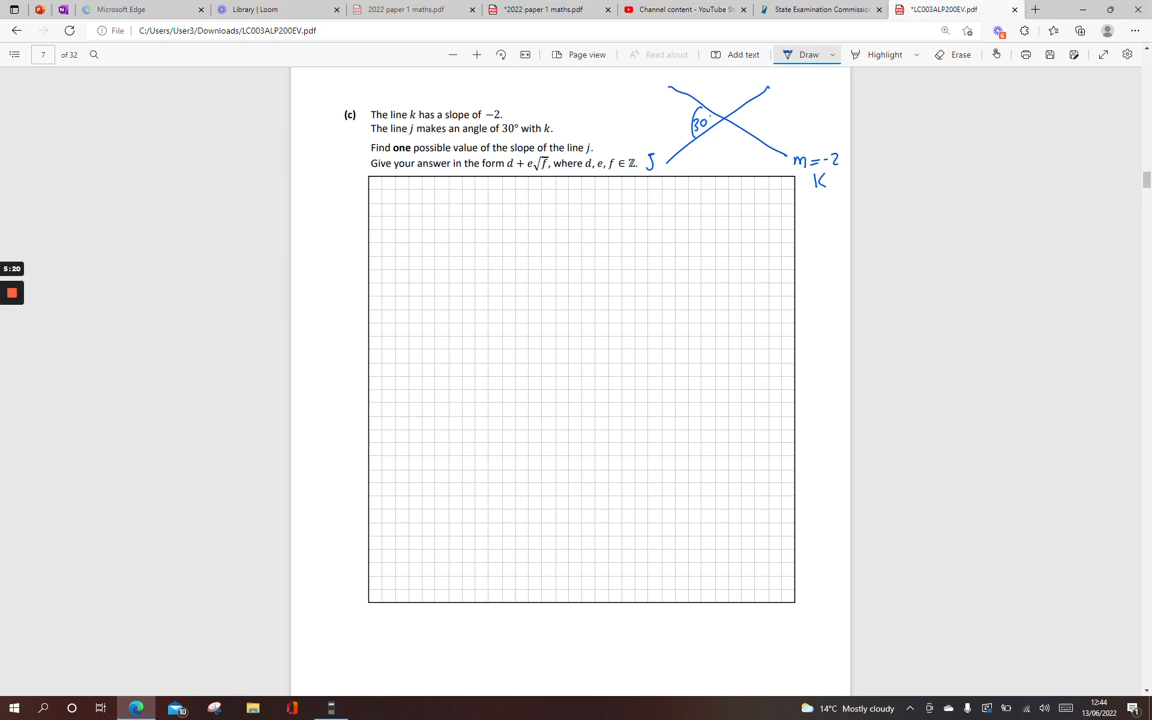 Microsoft Edge
Library | Loom
2022 paper 1 maths.pdf
*2022 paper 1 maths.pdf
Channel content - YouTube St
State Examination Commissio
*LC003ALP200EV.pdf
File
C:/Users/User3/Downloads/LC003ALP200EV.pdf
7 of 32
Page view
Read aloud
Add text
Draw
Highlight
Erase
(c) The line k has a slope of −2.
The line j makes an angle of 30° with k.
Find one possible value of the slope of the line j.
Give your answer in the form d + e√f, where d, e, f ∈ ℤ.
30°
J
m = -2
K
5:20
10
14°C Mostly cloudy
12:44
13/06/2022